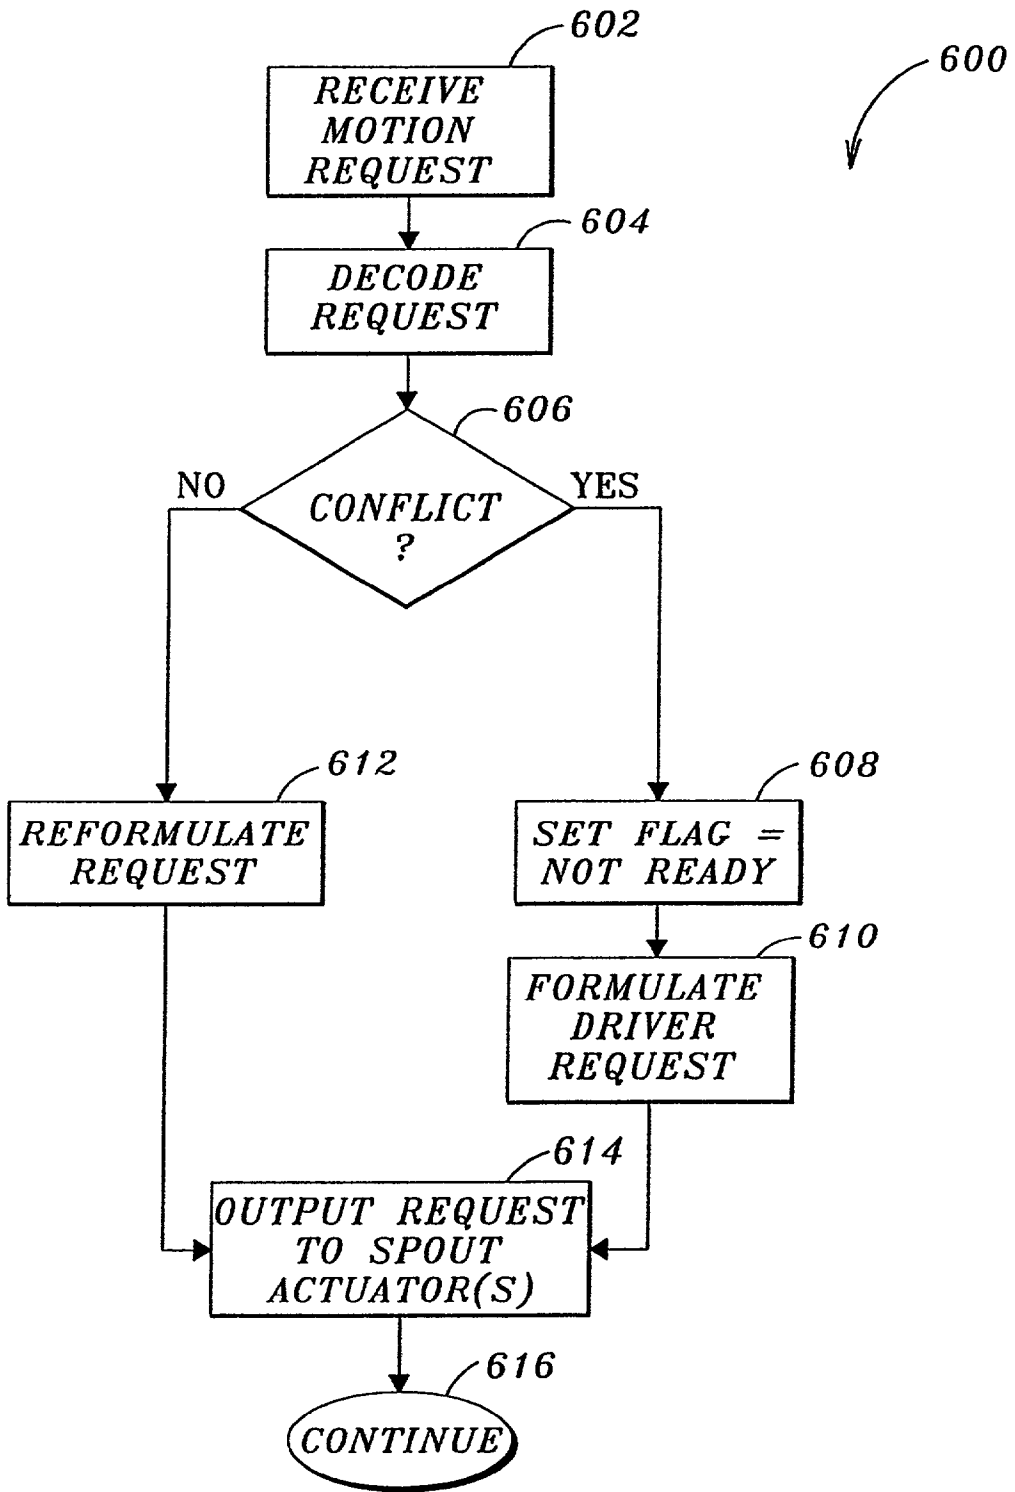 602
600
RECEIVE
MOTION
REQUEST
604
DECODE
REQUEST
606
NO
YES
CONFLICT
?
612
608
REFORMULATE
REQUEST
SET FLAG =
NOT READY
610
FORMULATE
DRIVER
REQUEST
614
OUTPUT REQUEST
TO SPOUT
ACTUATOR(S)
616
CONTINUE